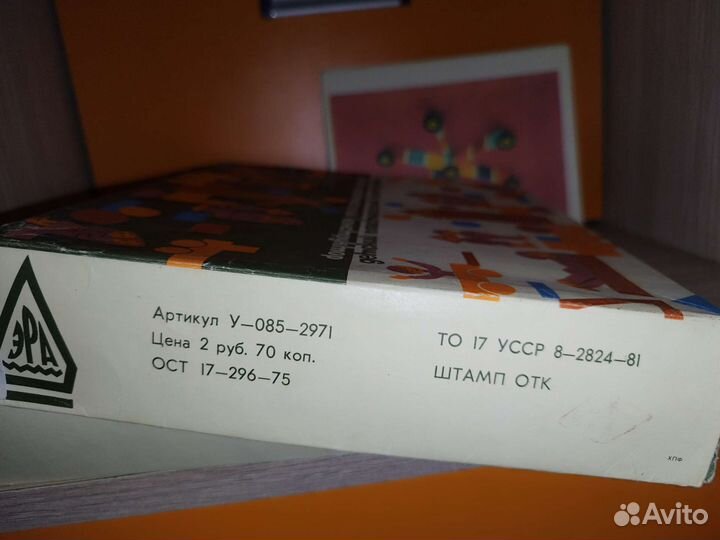 ЭРА
Артикул У—085—2971
Цена 2 руб. 70 коп.
ОСТ 17—296—75
ТО 17 УССР 8—2824—81
ШТАМП ОТК
ХПФ
Avito